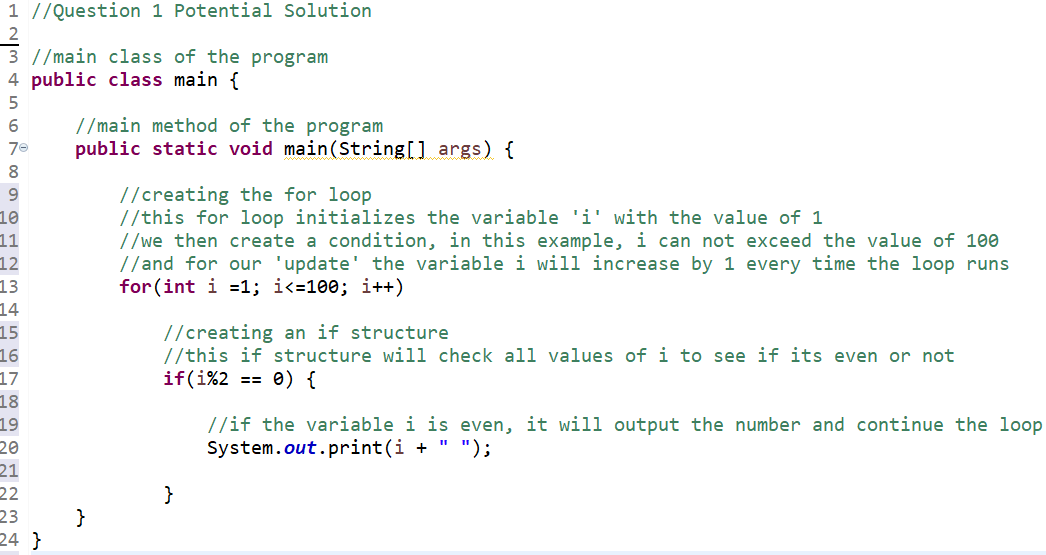 1 //Question 1 Potential Solution
2
3 //main class of the program
4 public class main {
5
6     //main method of the program
7     public static void main(String[] args) {
8
9         //creating the for loop
10         //this for loop initializes the variable 'i' with the value of 1
11         //we then create a condition, in this example, i can not exceed the value of 100
12         //and for our 'update' the variable i will increase by 1 every time the loop runs
13         for(int i =1; i<=100; i++)
14
15             //creating an if structure
16             //this if structure will check all values of i to see if its even or not
17             if(i%2 == 0) {
18
19                 //if the variable i is even, it will output the number and continue the loop
20                 System.out.print(i + " ");
21
22             }
23     }
24 }